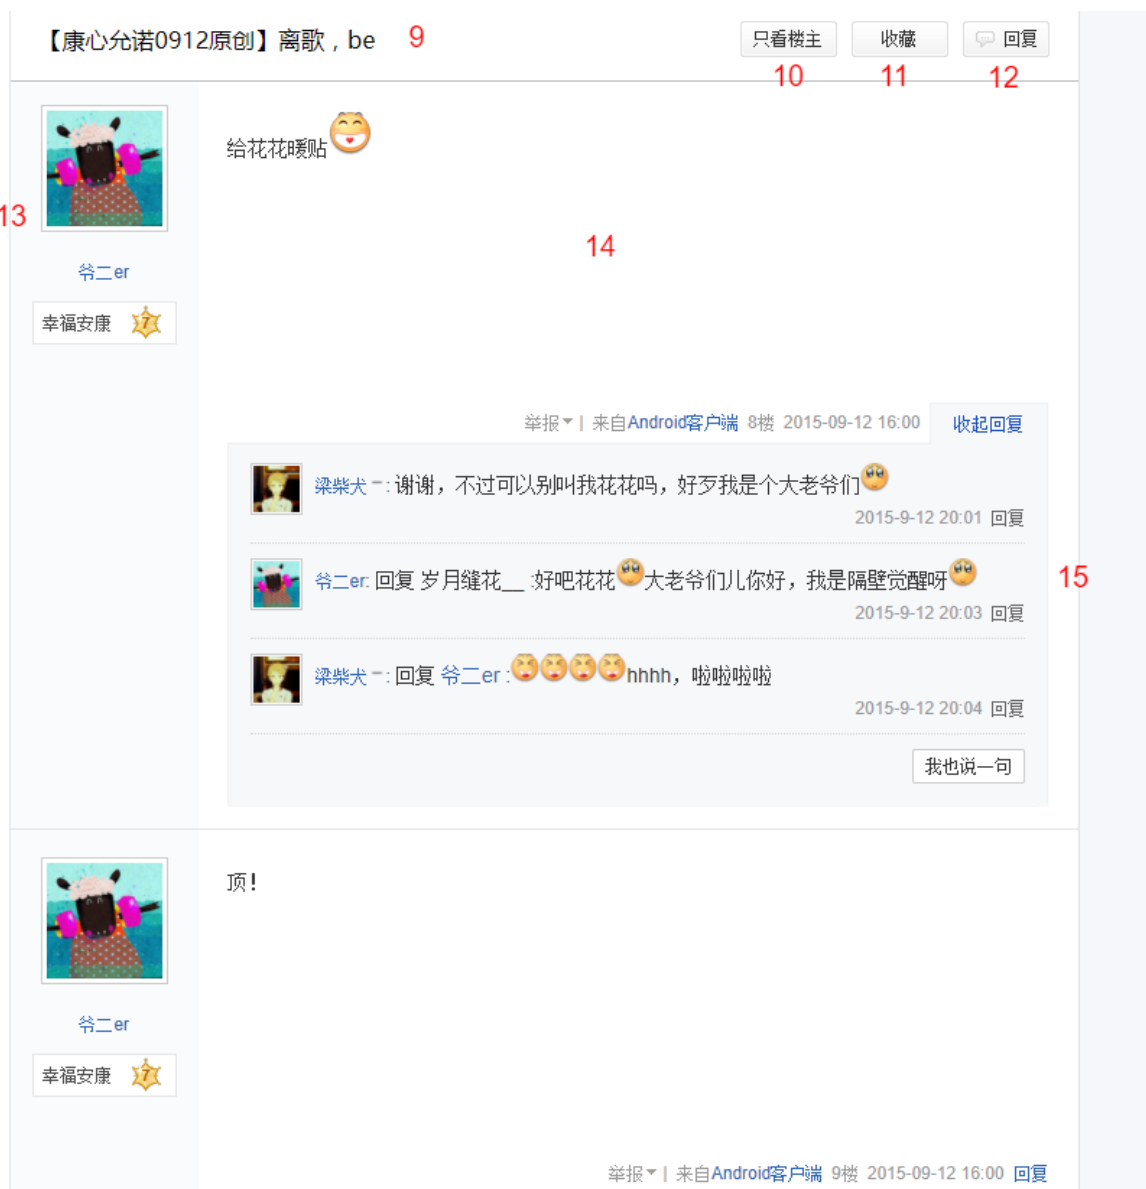 【康心允诺0912原创】离歌，be 9 只看楼主 收藏 回复
10 11 12
给花花暖贴
13
14
爷二er
幸福安康 7
举报 | 来自Android客户端 8楼 2015-09-12 16:00 收起回复
梁柴犬 : 谢谢，不过可以别叫我花花吗，好歹我是个大老爷们
2015-9-12 20:01 回复
爷二er: 回复 岁月缝花__ :好吧花花大老爷们儿你好，我是隔壁觉醒呀
15
2015-9-12 20:03 回复
梁柴犬 : 回复 爷二er :hhhh，啦啦啦啦
2015-9-12 20:04 回复
我也说一句
顶！
爷二er
幸福安康 7
举报 | 来自Android客户端 9楼 2015-09-12 16:00 回复